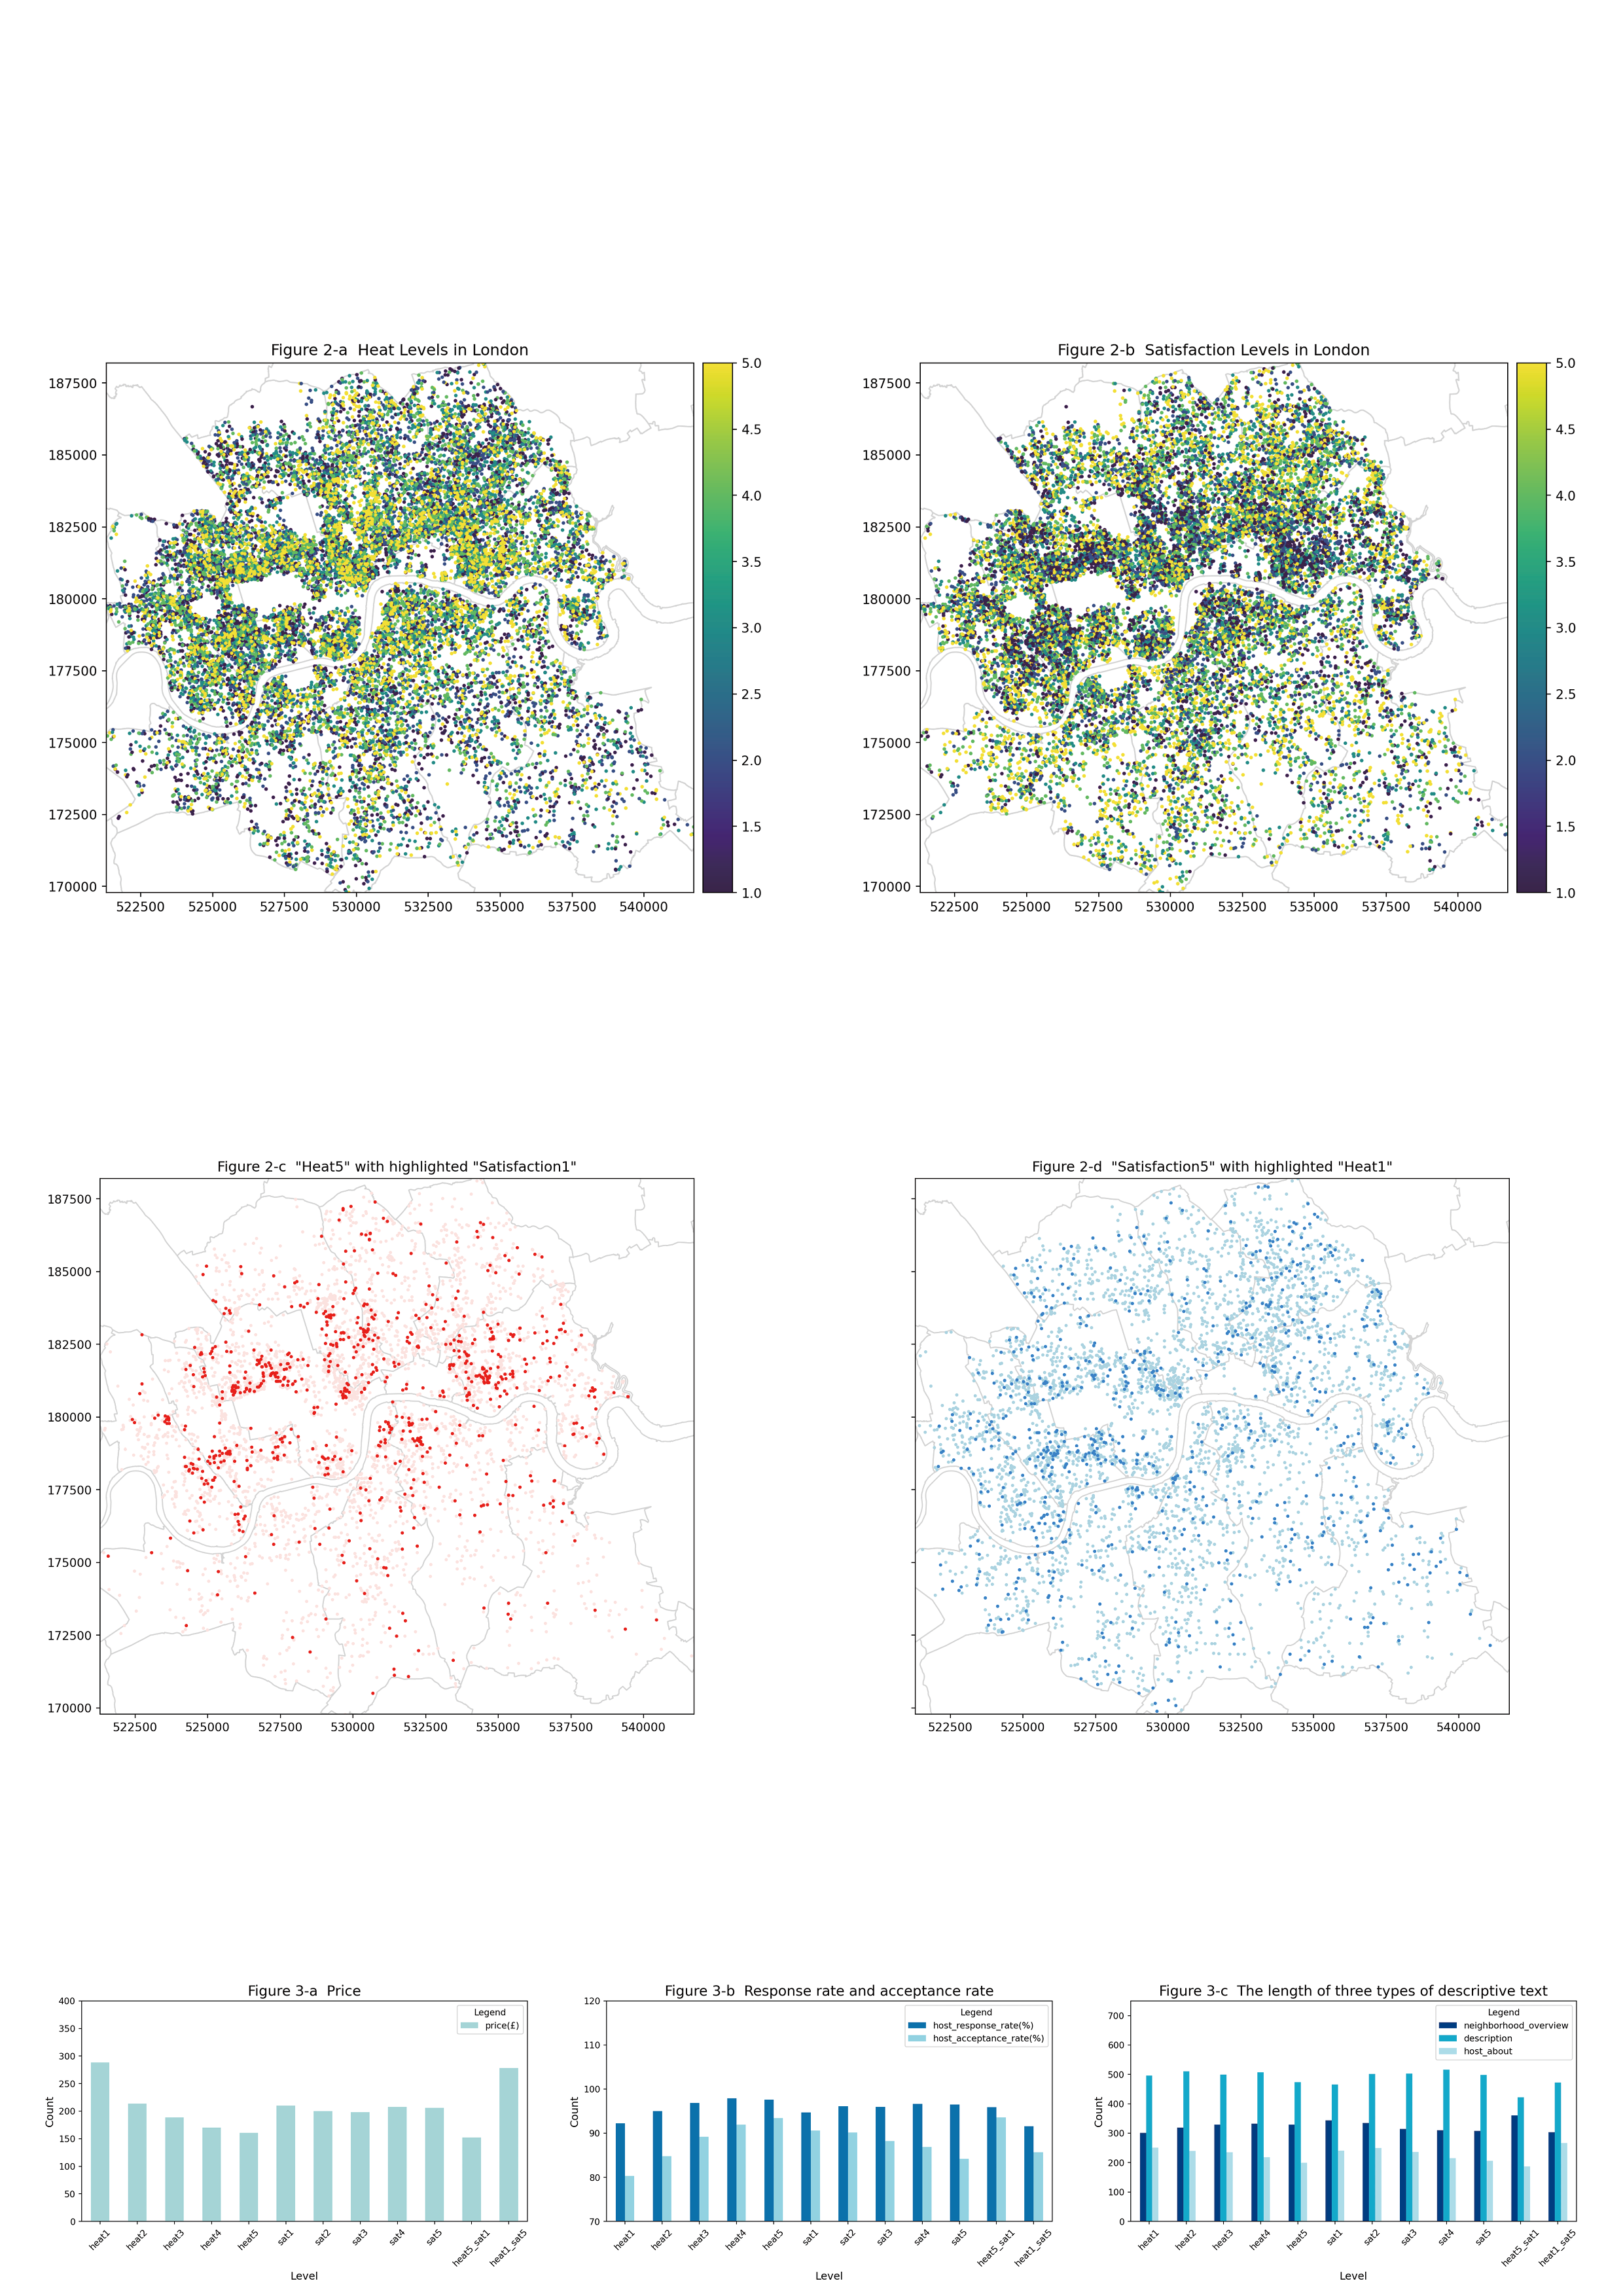 Figure 2-a  Heat Levels in London
187500
185000
182500
180000
177500
175000
172500
170000
522500 525000 527500 530000 532500 535000 537500 540000
5.0
4.5
4.0
3.5
3.0
2.5
2.0
1.5
1.0
Figure 2-b  Satisfaction Levels in London
187500
185000
182500
180000
177500
175000
172500
170000
522500 525000 527500 530000 532500 535000 537500 540000
5.0
4.5
4.0
3.5
3.0
2.5
2.0
1.5
1.0
Figure 2-c  "Heat5" with highlighted "Satisfaction1"
187500
185000
182500
180000
177500
175000
172500
170000
522500 525000 527500 530000 532500 535000 537500 540000
Figure 2-d  "Satisfaction5" with highlighted "Heat1"
522500 525000 527500 530000 532500 535000 537500 540000
Figure 3-a  Price
Legend
price(£)
Count
400
350
300
250
200
150
100
50
0
heat1 heat2 heat3 heat4 heat5 sat1 sat2 sat3 sat4 sat5 heat5_sat1 heat1_sat5
Level
Figure 3-b  Response rate and acceptance rate
Legend
host_response_rate(%)
host_acceptance_rate(%)
Count
120
110
100
90
80
70
heat1 heat2 heat3 heat4 heat5 sat1 sat2 sat3 sat4 sat5 heat5_sat1 heat1_sat5
Level
Figure 3-c  The length of three types of descriptive text
Legend
neighborhood_overview
description
host_about
Count
700
600
500
400
300
200
100
0
heat1 heat2 heat3 heat4 heat5 sat1 sat2 sat3 sat4 sat5 heat5_sat1 heat1_sat5
Level